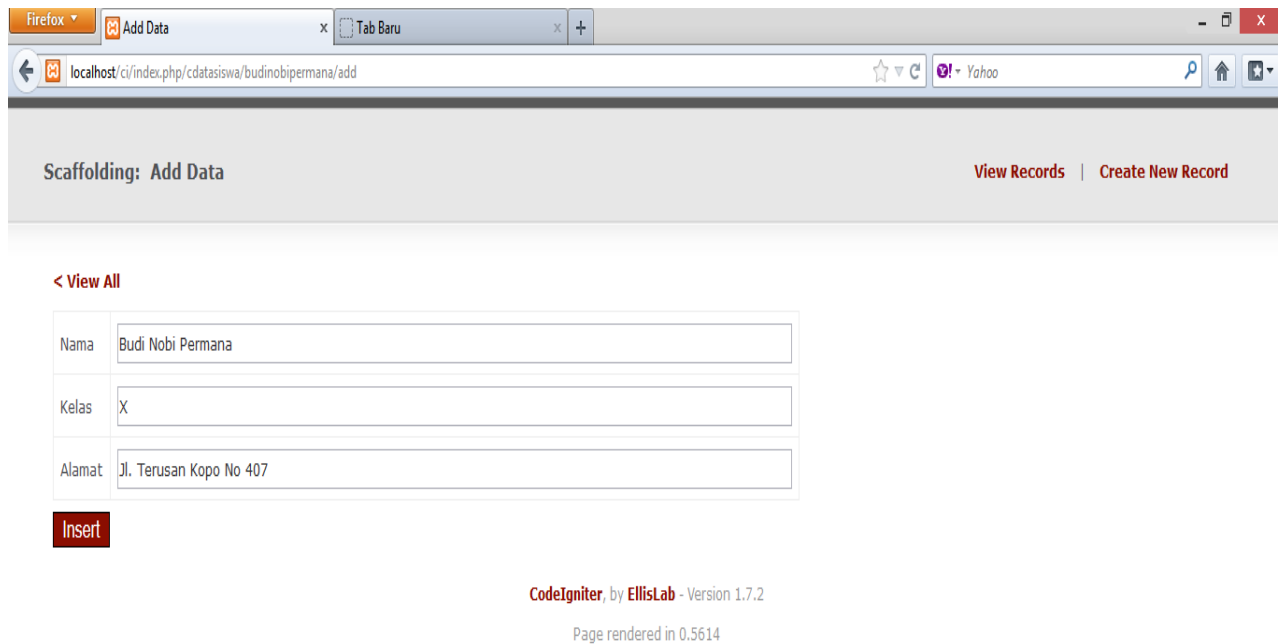 Firefox
Add Data x
Tab Baru x +
localhost/ci/index.php/cdatasiswa/budinobipermana/add
Yahoo
Scaffolding: Add Data
View Records | Create New Record
< View All
Nama Budi Nobi Permana
Kelas X
Alamat Jl. Terusan Kopo No 407
Insert
CodeIgniter, by EllisLab - Version 1.7.2
Page rendered in 0.5614